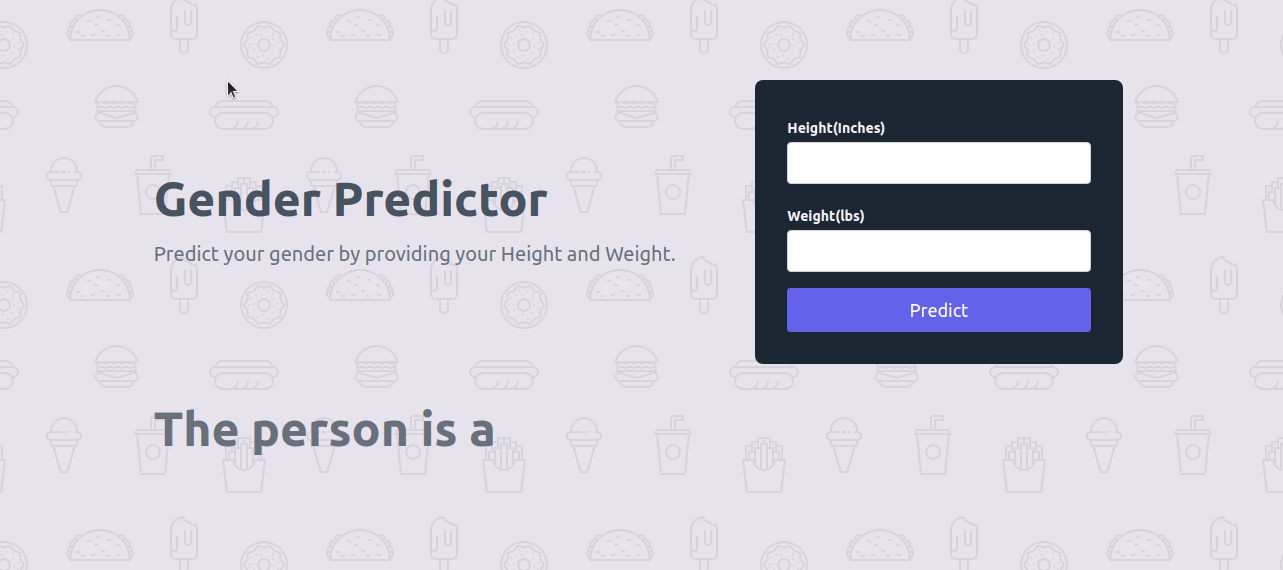 Gender Predictor
Predict your gender by providing your Height and Weight.
Height(Inches)
Weight(lbs)
Predict
The person is a